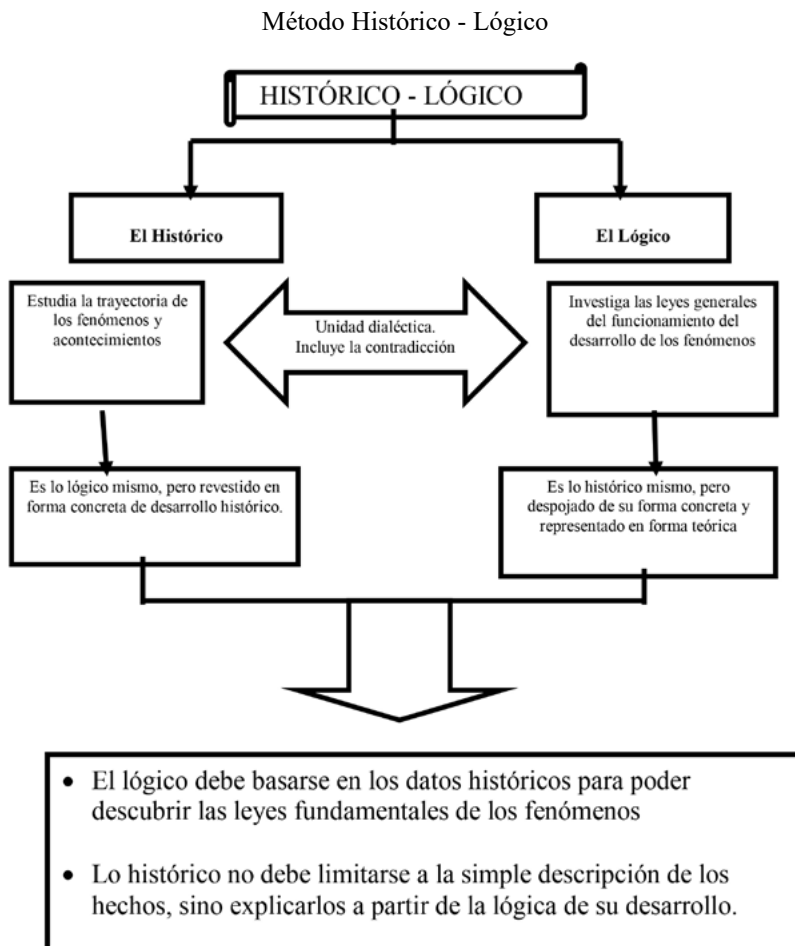 Método Histórico - Lógico
HISTÓRICO - LÓGICO
El Histórico
El Lógico
Estudia la trayectoria de
los fenómenos y
acontecimientos
Unidad dialéctica.
Incluye la contradicción
Investiga las leyes generales
del funcionamiento del
desarrollo de los fenómenos
Es lo lógico mismo, pero revestido en
forma concreta de desarrollo histórico.
Es lo histórico mismo, pero
despojado de su forma concreta y
representado en forma teórica
• El lógico debe basarse en los datos históricos para poder
descubrir las leyes fundamentales de los fenómenos
• Lo histórico no debe limitarse a la simple descripción de los
hechos, sino explicarlos a partir de la lógica de su desarrollo.